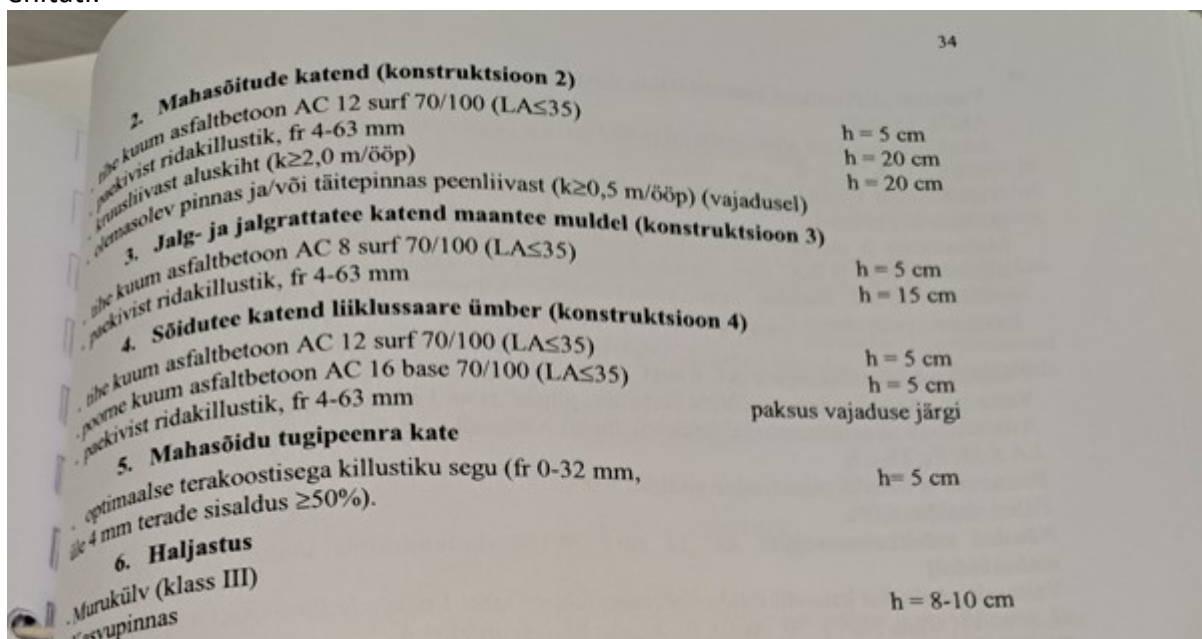 34
2. Mahasõitude katend (konstruktsioon 2)
. tihe kuum asfaltbetoon AC 12 surf 70/100 (LA≤35) h = 5 cm
. paekivist ridakillustik, fr 4-63 mm h = 20 cm
. kruusliivast aluskiht (k≥2,0 m/ööp) h = 20 cm
. olemasolev pinnas ja/või täitepinnas peenliivast (k≥0,5 m/ööp) (vajadusel)
3. Jalg- ja jalgrattatee katend maantee muldel (konstruktsioon 3)
. tihe kuum asfaltbetoon AC 8 surf 70/100 (LA≤35) h = 5 cm
. paekivist ridakillustik, fr 4-63 mm h = 15 cm
4. Sõidutee katend liiklussaare ümber (konstruktsioon 4)
. tihe kuum asfaltbetoon AC 12 surf 70/100 (LA≤35) h = 5 cm
. poorne kuum asfaltbetoon AC 16 base 70/100 (LA≤35) h = 5 cm
. paekivist ridakillustik, fr 4-63 mm paksus vajaduse järgi
5. Mahasõidu tugipeenra kate
. optimaalse terakoostisega killustiku segu (fr 0-32 mm, h= 5 cm
üle 4 mm terade sisaldus ≥50%).
6. Haljastus
. Murukülv (klass III)
Kasvupinnas h = 8-10 cm